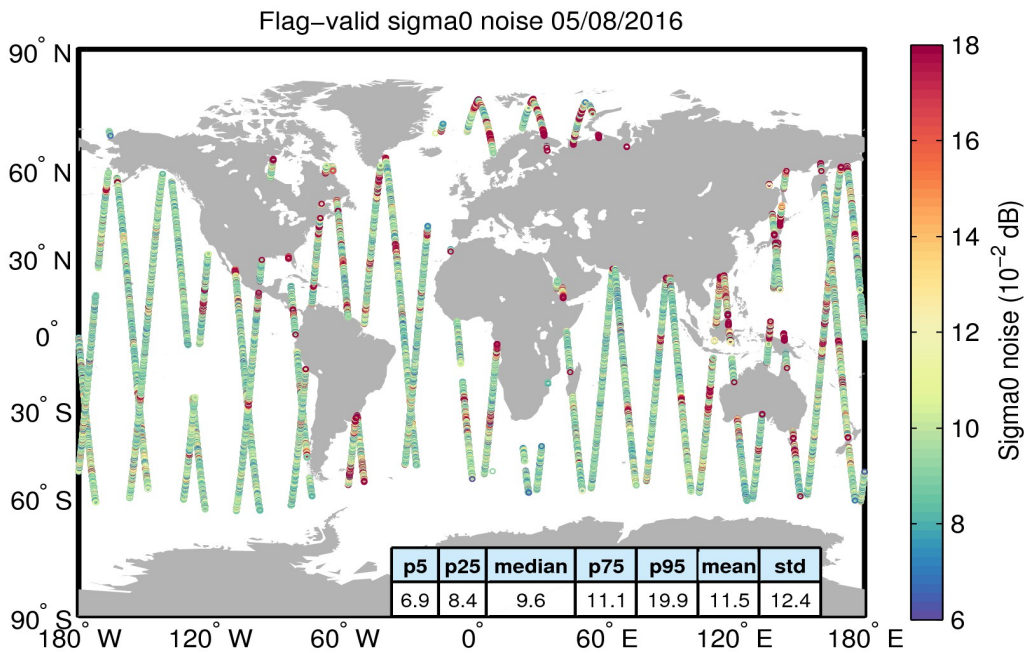 Flag−valid sigma0 noise 05/08/2016
90° N
60° N
30° N
0°
30° S
60° S
90° S
180° W
120° W
60° W
0°
60° E
120° E
180° E
p5 p25 median p75 p95 mean std
6.9 8.4 9.6 11.1 19.9 11.5 12.4
18
16
14
12
10
8
6
Sigma0 noise (10⁻² dB)